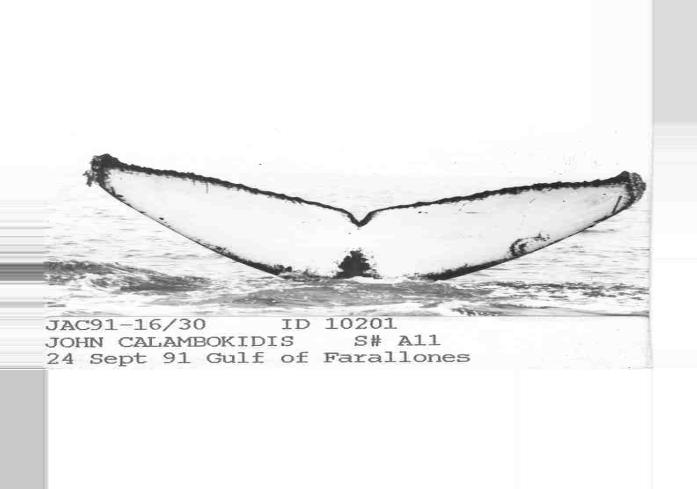 JAC91-16/30 ID 10201
JOHN CALAMBOKIDIS S# A11
24 Sept 91 Gulf of Farallones